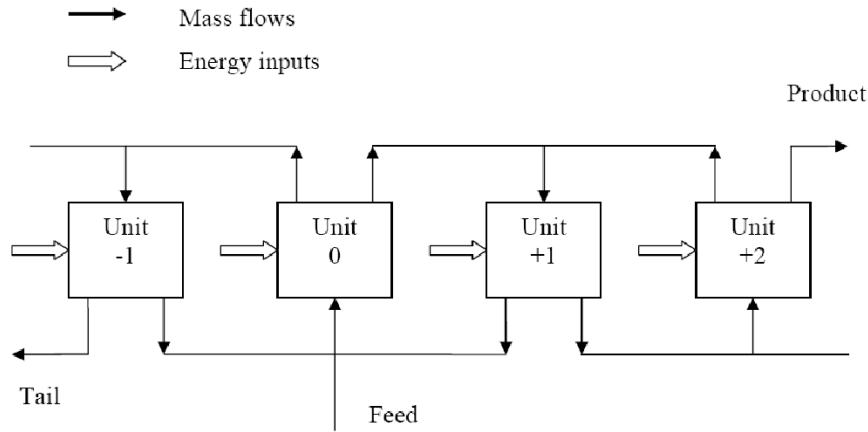 Mass flows
Energy inputs
Product
Unit
-1
Unit
0
Unit
+1
Unit
+2
Tail
Feed